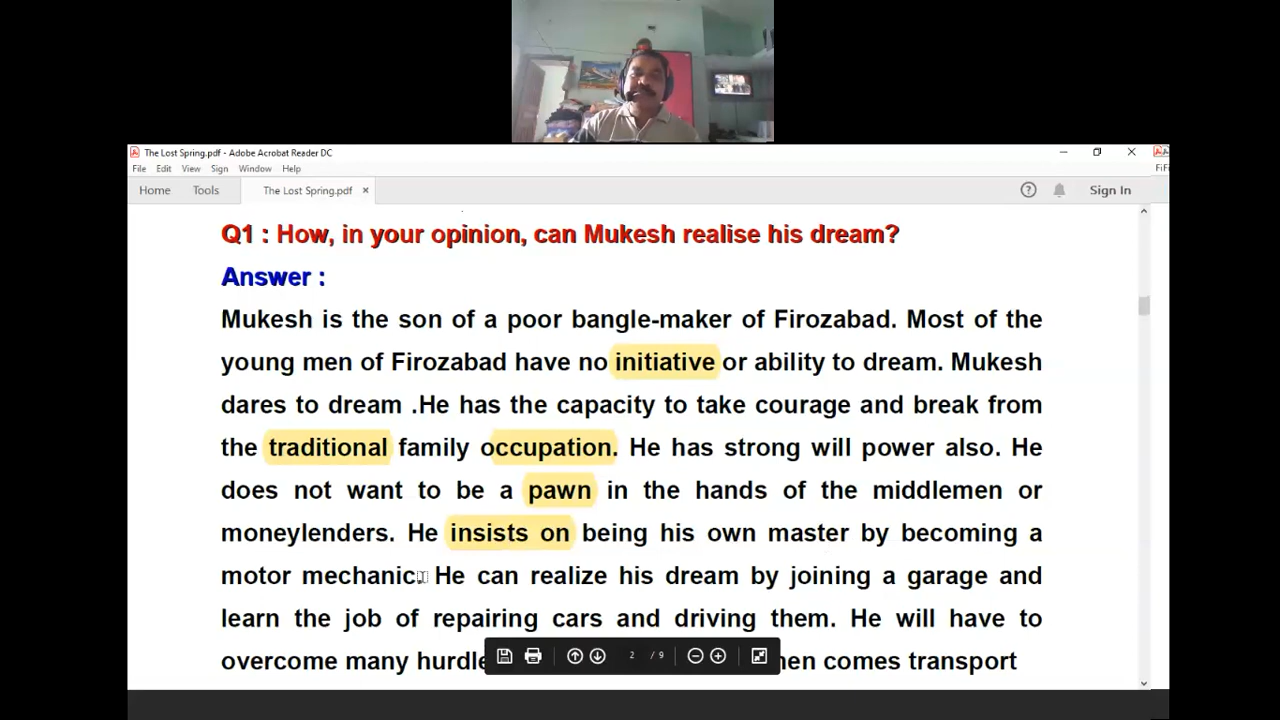 The Lost Spring.pdf - Adobe Acrobat Reader DC
File Edit View Sign Window Help
Home Tools The Lost Spring.pdf × Sign In
Q1 : How, in your opinion, can Mukesh realise his dream?
Answer :
Mukesh is the son of a poor bangle-maker of Firozabad. Most of the
young men of Firozabad have no initiative or ability to dream. Mukesh
dares to dream .He has the capacity to take courage and break from
the traditional family occupation. He has strong will power also. He
does not want to be a pawn in the hands of the middlemen or
moneylenders. He insists on being his own master by becoming a
motor mechanic. He can realize his dream by joining a garage and
learn the job of repairing cars and driving them. He will have to
overcome many comes transport
2 / 9